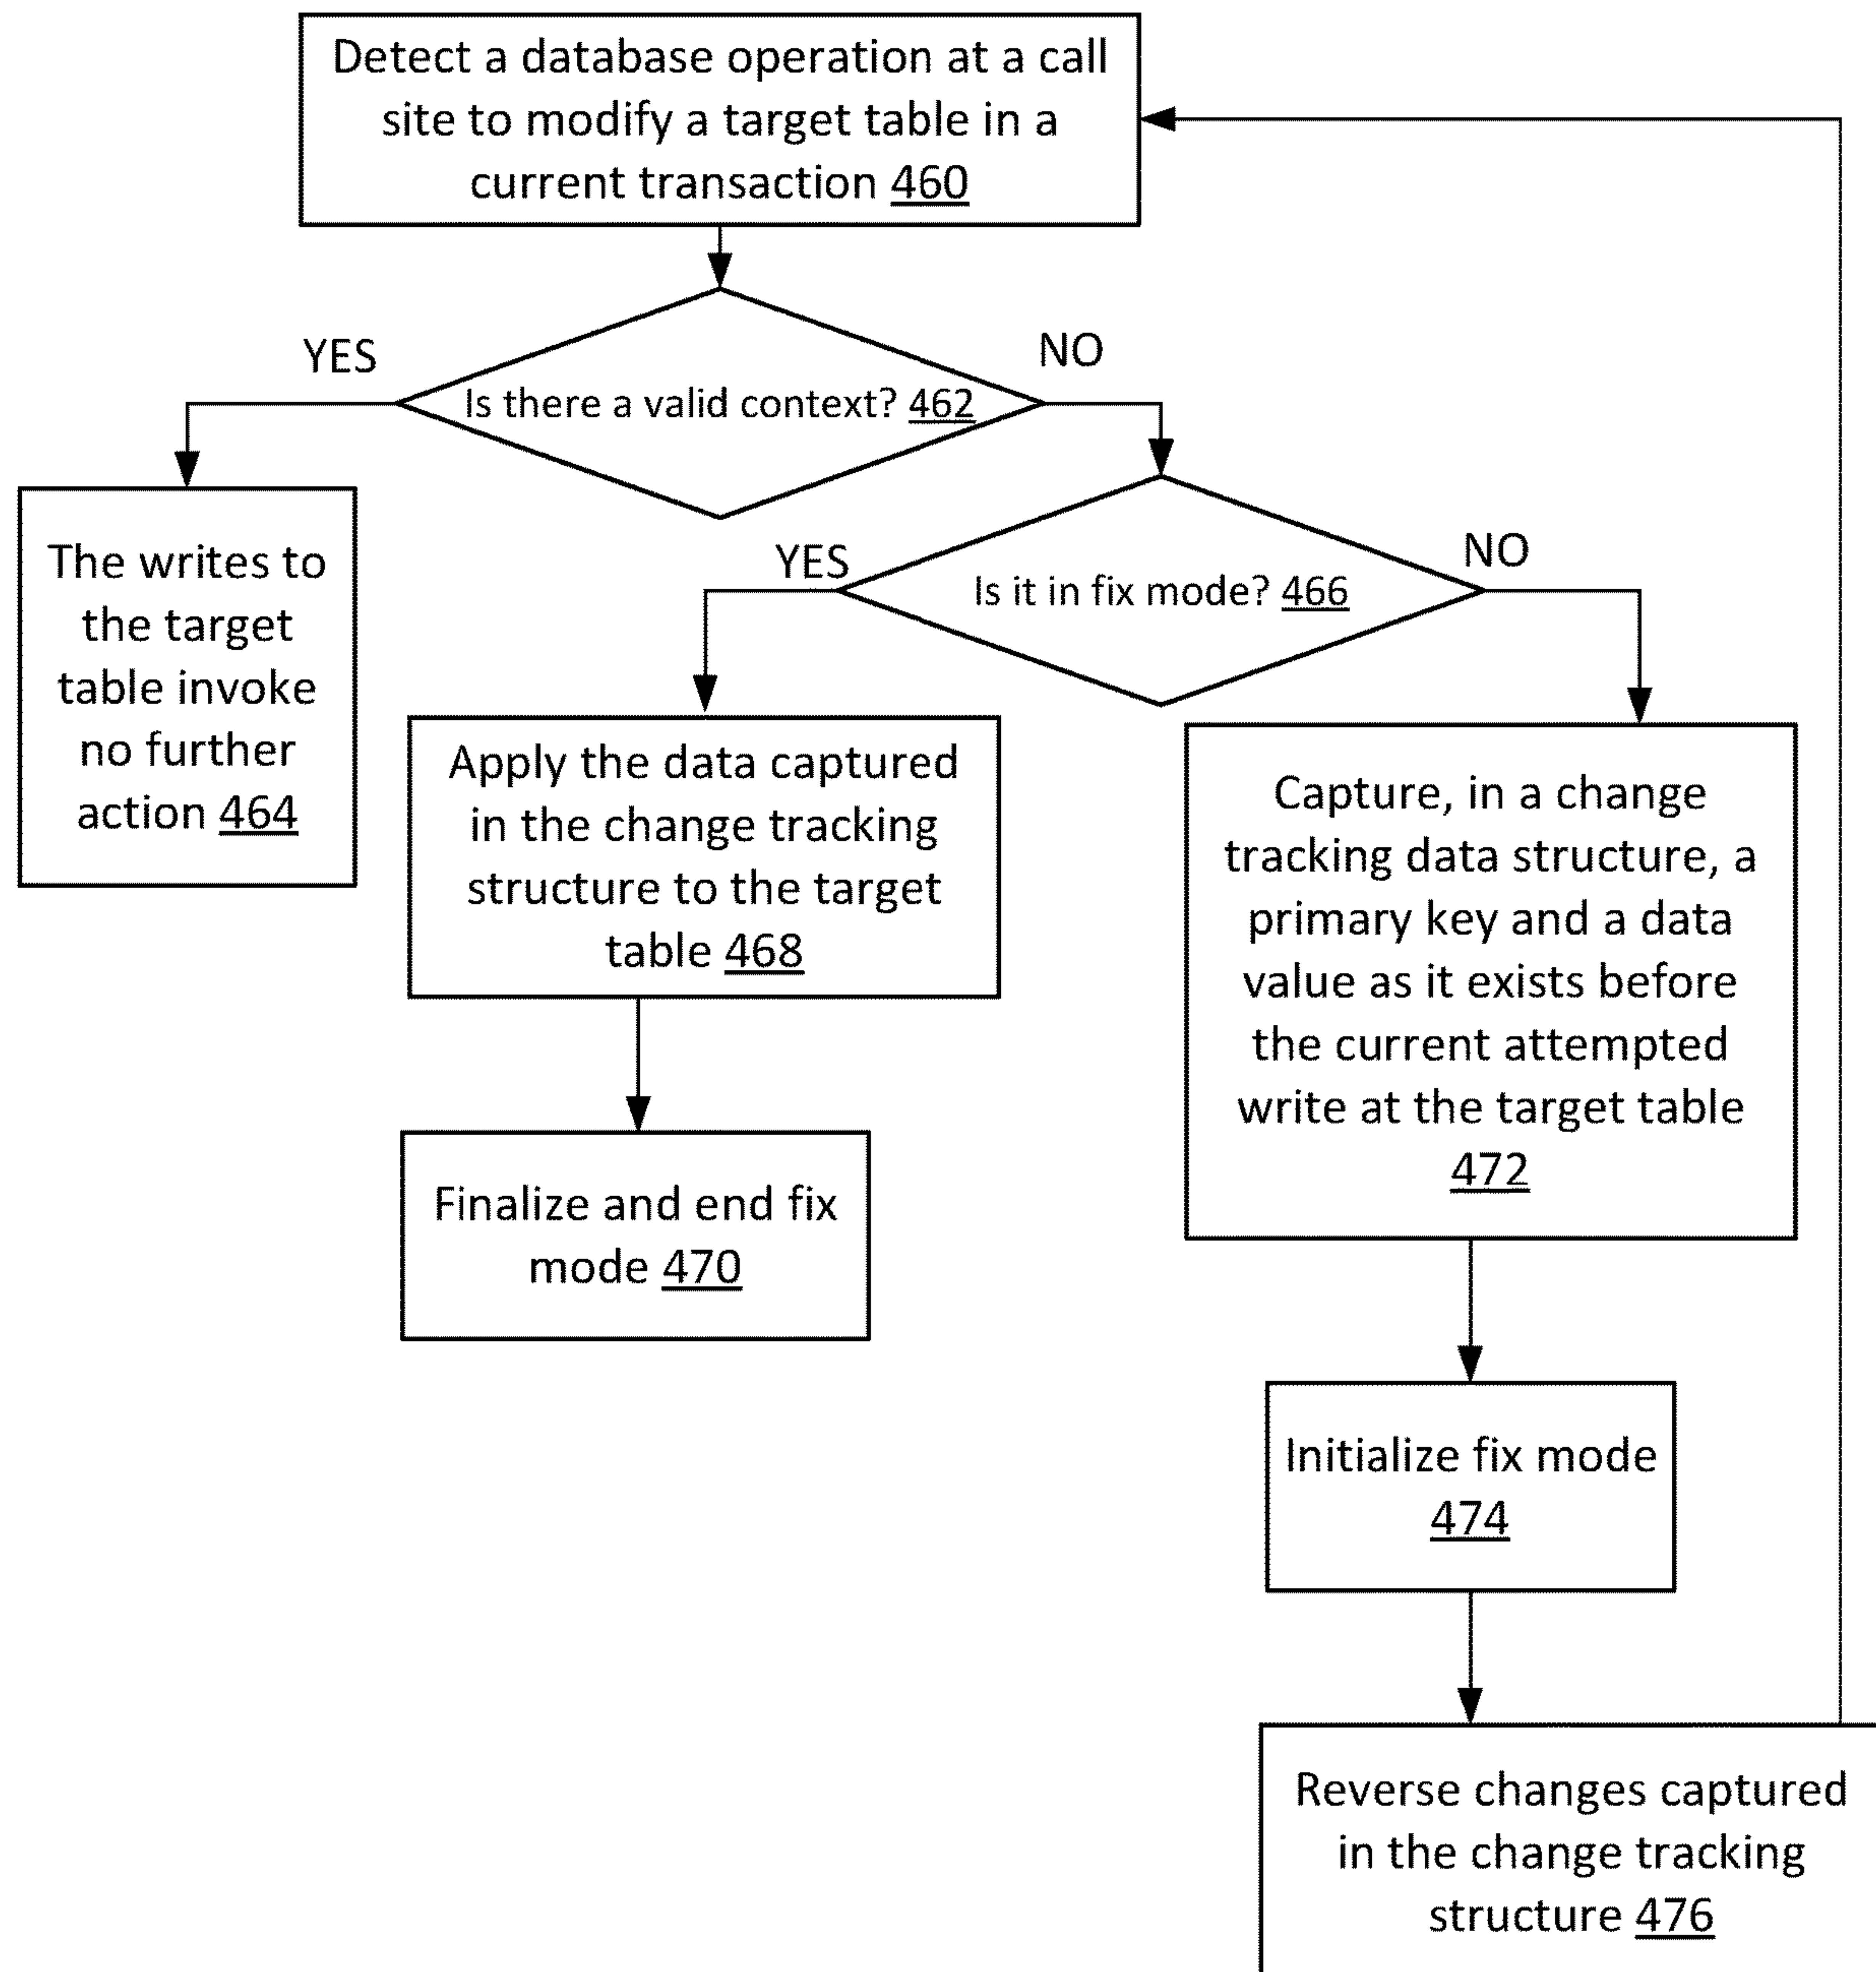 Detect a database operation at a call
site to modify a target table in a
current transaction 460
YES
NO
Is there a valid context? 462
The writes to
the target
table invoke
no further
action 464
YES
NO
Is it in fix mode? 466
Apply the data captured
in the change tracking
structure to the target
table 468
Finalize and end fix
mode 470
Capture, in a change
tracking data structure, a
primary key and a data
value as it exists before
the current attempted
write at the target table
472
Initialize fix mode
474
Reverse changes captured
in the change tracking
structure 476